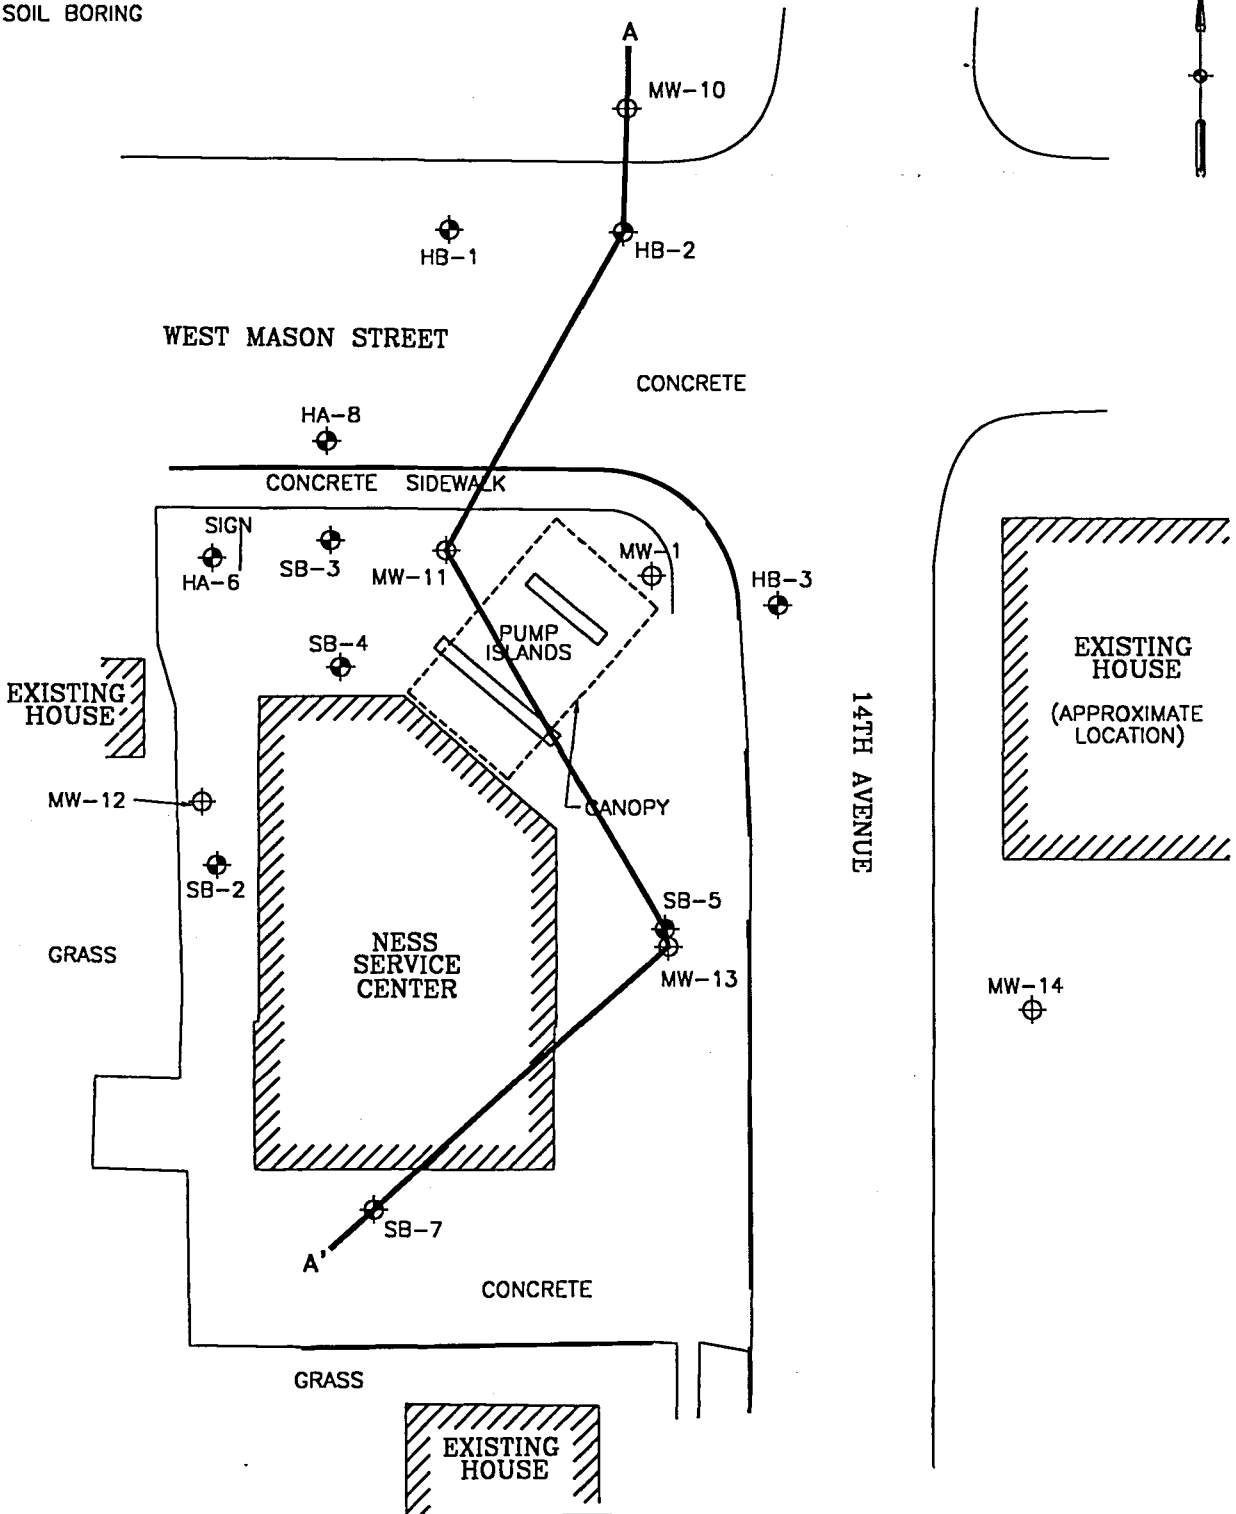 SOIL BORING
A
MW-10
HB-1
HB-2
WEST MASON STREET
CONCRETE
HA-8
CONCRETE SIDEWALK
SIGN
HA-6
SB-3
MW-11
MW-1
HB-3
SB-4
PUMP
ISLANDS
EXISTING
HOUSE
EXISTING
HOUSE
(APPROXIMATE
LOCATION)
14TH AVENUE
MW-12
CANOPY
SB-2
SB-5
GRASS
NESS
SERVICE
CENTER
MW-13
MW-14
SB-7
A'
CONCRETE
GRASS
EXISTING
HOUSE